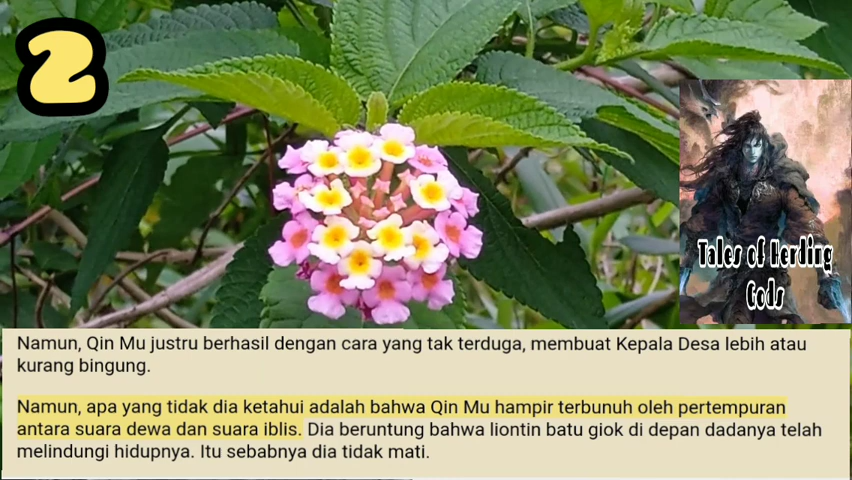 2
Tales of Herding
Gods
Namun, Qin Mu justru berhasil dengan cara yang tak terduga, membuat Kepala Desa lebih atau
kurang bingung.
Namun, apa yang tidak dia ketahui adalah bahwa Qin Mu hampir terbunuh oleh pertempuran
antara suara dewa dan suara iblis. Dia beruntung bahwa liontin batu giok di depan dadanya telah
melindungi hidupnya. Itu sebabnya dia tidak mati.